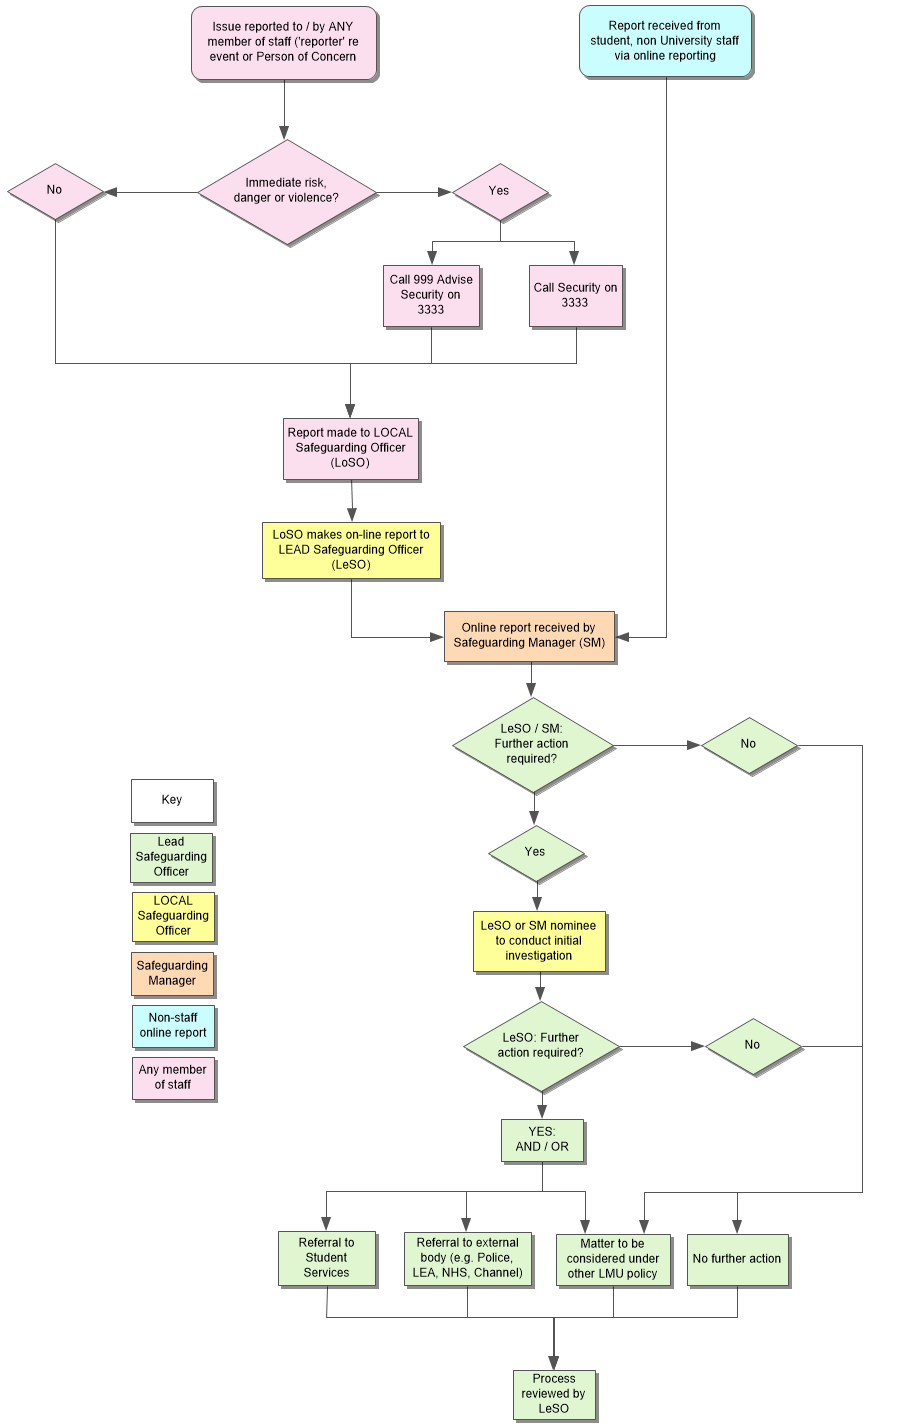 Issue reported to / by ANY
member of staff ('reporter' re
event or Person of Concern
Report received from
student, non University staff
via online reporting
Immediate risk,
danger or violence?
No
Yes
Call 999 Advise
Security on
3333
Call Security on
3333
Report made to LOCAL
Safeguarding Officer
(LoSO)
LoSO makes on-line report to
LEAD Safeguarding Officer
(LeSO)
Online report received by
Safeguarding Manager (SM)
LeSO / SM:
Further action
required?
No
Yes
LeSO or SM nominee
to conduct initial
investigation
LeSO: Further
action required?
No
YES:
AND / OR
Referral to
Student
Services
Referral to external
body (e.g. Police,
LEA, NHS, Channel)
Matter to be
considered under
other LMU policy
No further action
Process
reviewed by
LeSO
Key
Lead
Safeguarding
Officer
LOCAL
Safeguarding
Officer
Safeguarding
Manager
Non-staff
online report
Any member
of staff